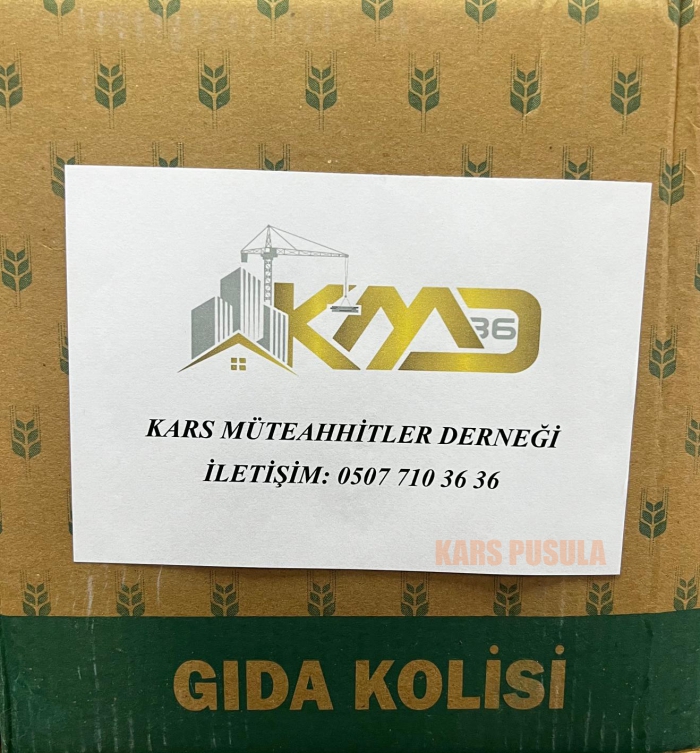 KMD
36
KARS MÜTEAHHİTLER DERNEĞİ
İLETİŞİM: 0507 710 36 36
KARS PUSULA
GIDA KOLİSİ